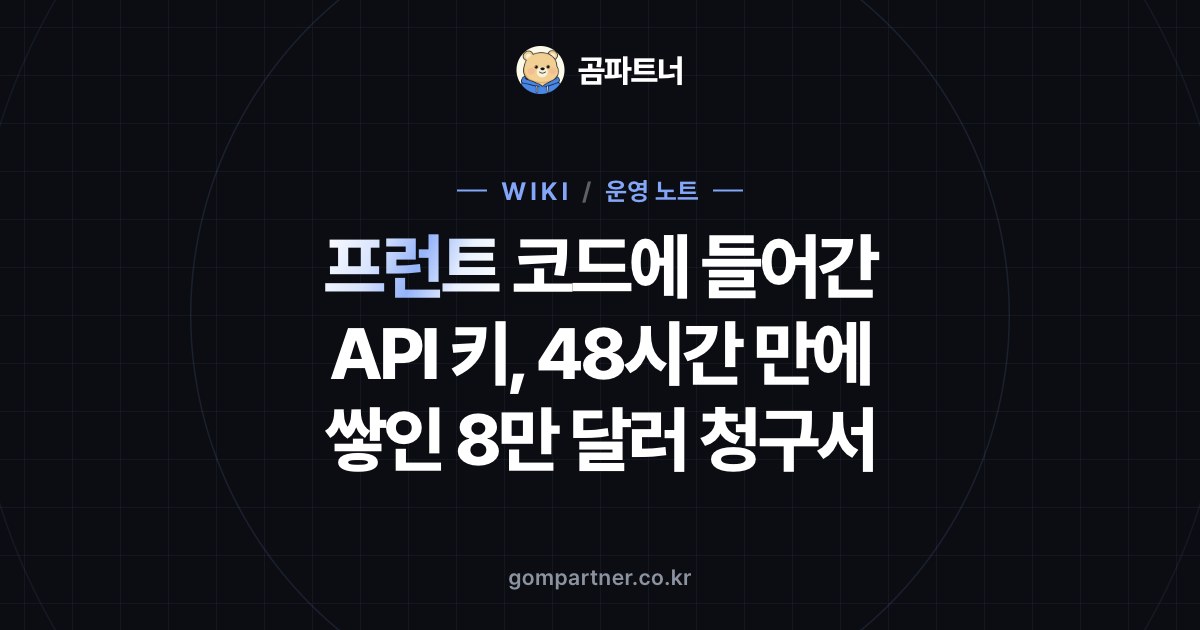 곰파트너
WIKI / 운영 노트
프런트 코드에 들어간
API 키, 48시간 만에
쌓인 8만 달러 청구서
gompartner.co.kr